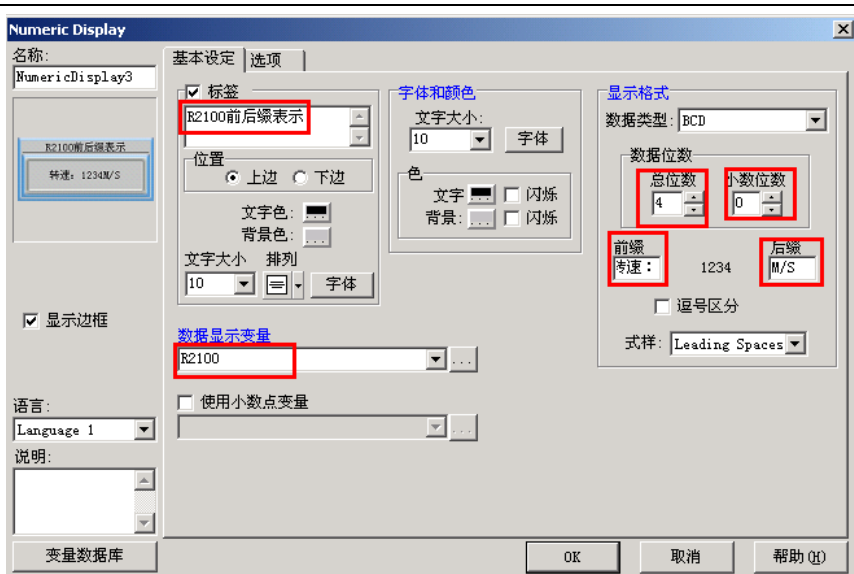 Numeric Display
名称:
NumericDisplay3
R2100前后缀表示
转速: 1234M/S
显示边框
语言:
Language 1
说明:
变量数据库
基本设定
选项
标签
R2100前后缀表示
位置
上边
下边
文字色:
背景色:
...
文字大小
排列
10
字体
字体和颜色
文字大小:
10
字体
色
文字
闪烁
背景:
...
闪烁
显示格式
数据类型:
BCD
数据位数
总位数
小数位数
4
0
前缀
后缀
转速:
1234
M/S
逗号区分
式样:
Leading Spaces
数据显示变量
R2100
...
使用小数点变量
...
OK
取消
帮助(H)